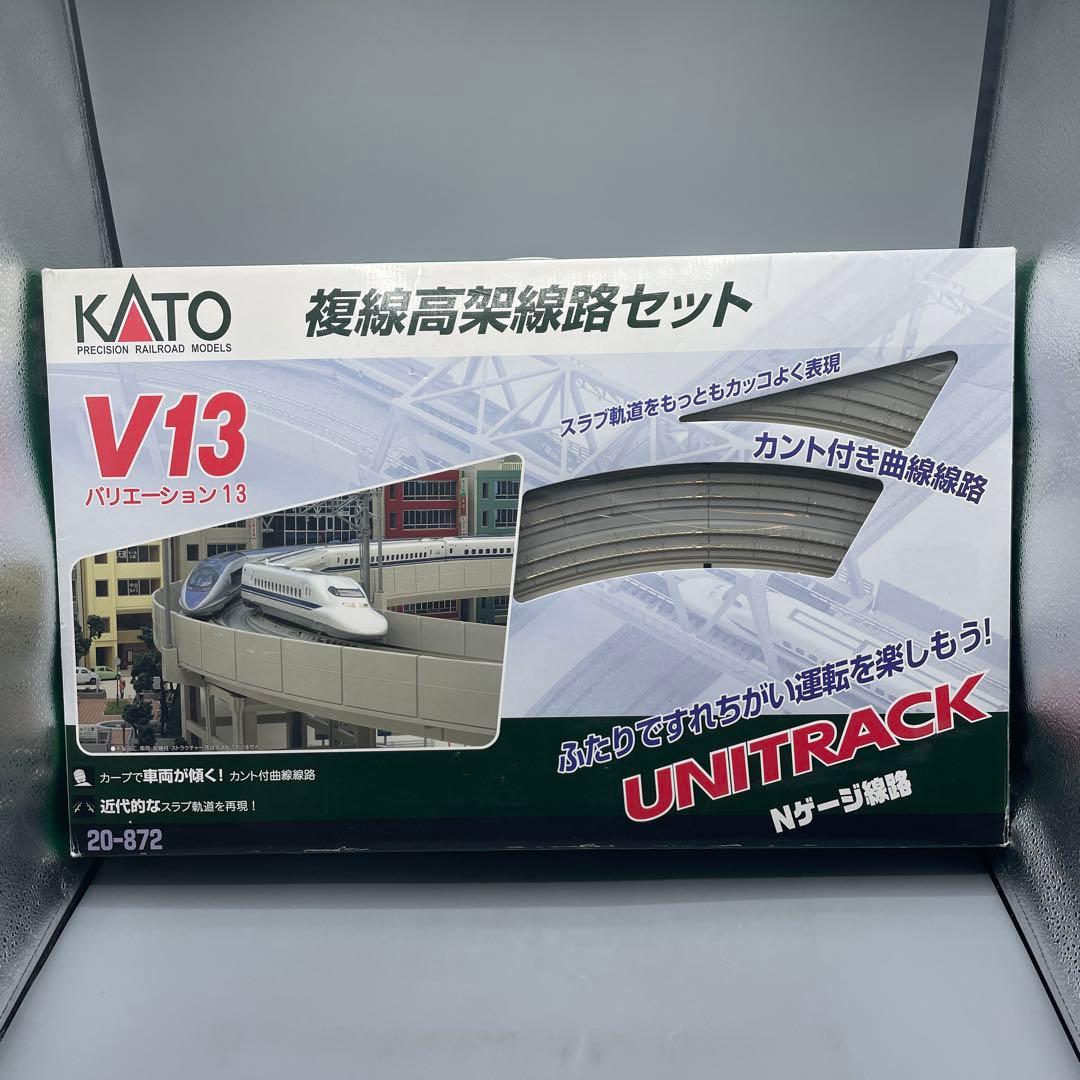 KATO
PRECISION RAILROAD MODELS
複線高架線路セット
V13
バリエーション13
スラブ軌道をもっともカッコよく表現
カント付き曲線線路
ふたりですれちがい運転を楽しもう!
UNITRACK
Nゲージ線路
カーブで車両が傾く! カント付曲線線路
近代的なスラブ軌道を再現!
20-872